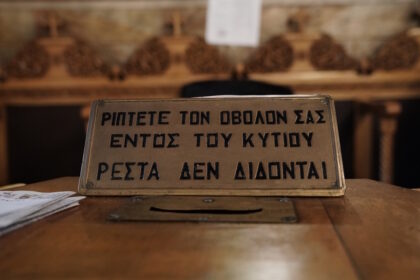 ΡΙΠΤΕΤΕ ΤΟΝ ΟΒΟΛΟΝ ΣΑΣ
ΕΝΤΟΣ ΤΟΥ ΚΥΤΙΟΥ
ΡΕΣΤΑ ΔΕΝ ΔΙΔΟΝΤΑΙ